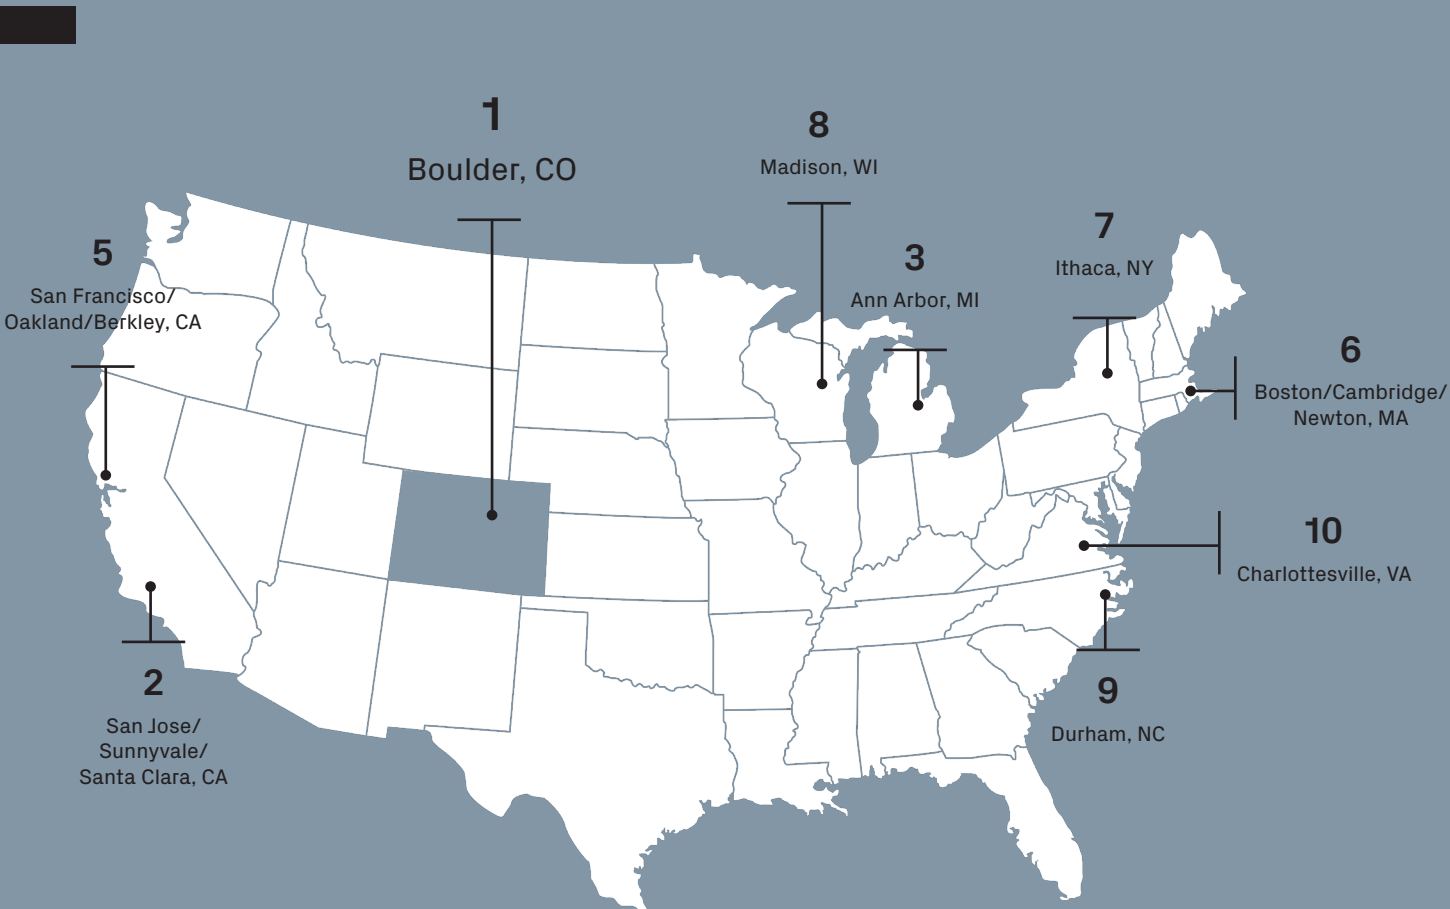 1
Boulder, CO
8
Madison, WI
7
Ithaca, NY
3
Ann Arbor, MI
5
San Francisco/
Oakland/Berkley, CA
6
Boston/Cambridge/
Newton, MA
10
Charlottesville, VA
2
San Jose/
Sunnyvale/
Santa Clara, CA
9
Durham, NC